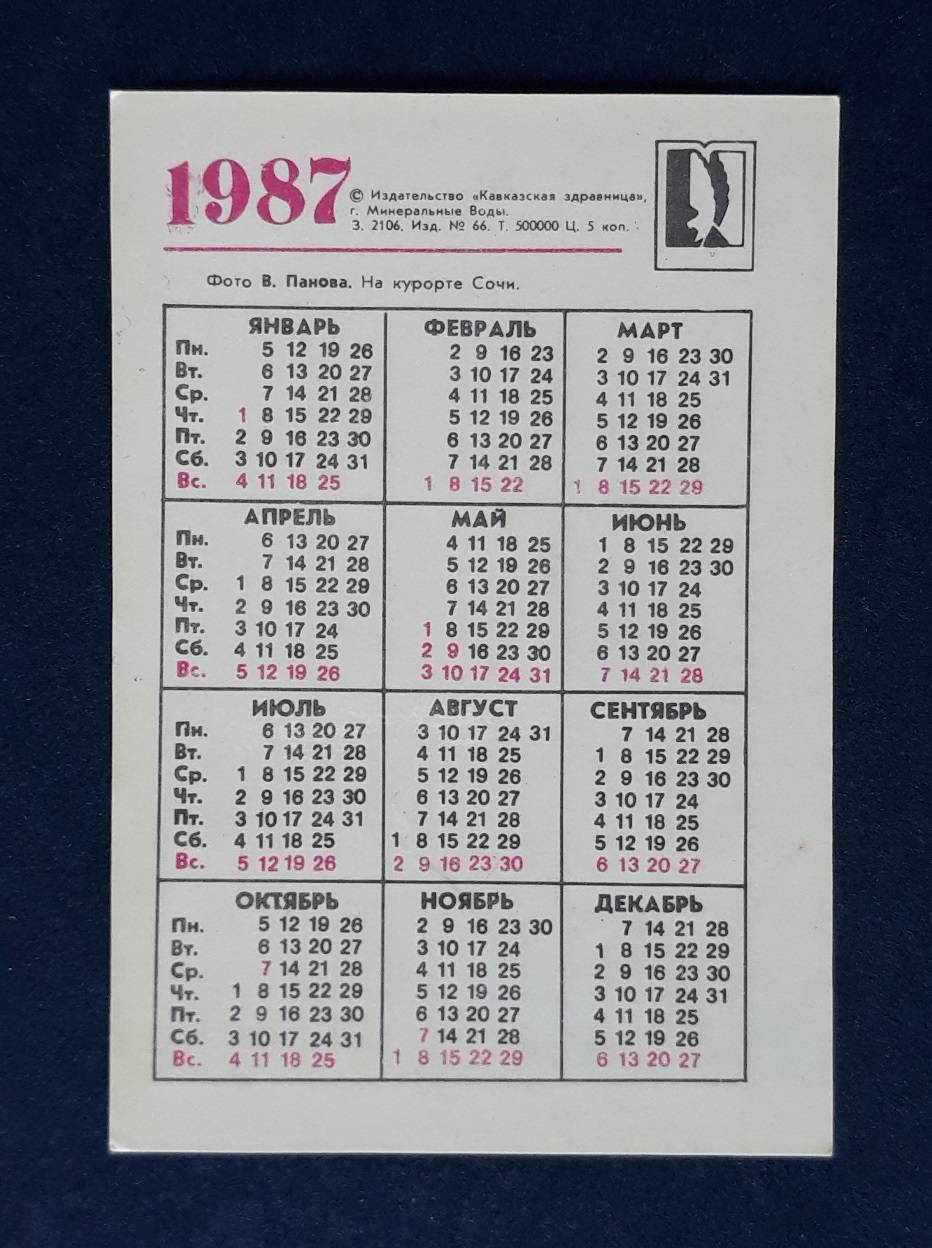 1987
© Издательство «Кавказская здравница»,
г. Минеральные Воды.
З. 2106. Изд. № 66. Т. 500000 Ц. 5 коп.
Фото В. Панова. На курорте Сочи.
ЯНВАРЬ ФЕВРАЛЬ МАРТ
Пн. 5 12 19 26 2 9 16 23 2 9 16 23 30
Вт. 6 13 20 27 3 10 17 24 3 10 17 24 31
Ср. 7 14 21 28 4 11 18 25 4 11 18 25
Чт. 1 8 15 22 29 5 12 19 26 5 12 19 26
Пт. 2 9 16 23 30 6 13 20 27 6 13 20 27
Сб. 3 10 17 24 31 7 14 21 28 7 14 21 28
Вс. 4 11 18 25 1 8 15 22 1 8 15 22 29
АПРЕЛЬ МАЙ ИЮНЬ
Пн. 6 13 20 27 4 11 18 25 1 8 15 22 29
Вт. 7 14 21 28 5 12 19 26 2 9 16 23 30
Ср. 1 8 15 22 29 6 13 20 27 3 10 17 24
Чт. 2 9 16 23 30 7 14 21 28 4 11 18 25
Пт. 3 10 17 24 1 8 15 22 29 5 12 19 26
Сб. 4 11 18 25 2 9 16 23 30 6 13 20 27
Вс. 5 12 19 26 3 10 17 24 31 7 14 21 28
ИЮЛЬ АВГУСТ СЕНТЯБРЬ
Пн. 6 13 20 27 3 10 17 24 31 7 14 21 28
Вт. 7 14 21 28 4 11 18 25 1 8 15 22 29
Ср. 1 8 15 22 29 5 12 19 26 2 9 16 23 30
Чт. 2 9 16 23 30 6 13 20 27 3 10 17 24
Пт. 3 10 17 24 31 7 14 21 28 4 11 18 25
Сб. 4 11 18 25 1 8 15 22 29 5 12 19 26
Вс. 5 12 19 26 2 9 16 23 30 6 13 20 27
ОКТЯБРЬ НОЯБРЬ ДЕКАБРЬ
Пн. 5 12 19 26 2 9 16 23 30 7 14 21 28
Вт. 6 13 20 27 3 10 17 24 1 8 15 22 29
Ср. 7 14 21 28 4 11 18 25 2 9 16 23 30
Чт. 1 8 15 22 29 5 12 19 26 3 10 17 24 31
Пт. 2 9 16 23 30 6 13 20 27 4 11 18 25
Сб. 3 10 17 24 31 7 14 21 28 5 12 19 26
Вс. 4 11 18 25 1 8 15 22 29 6 13 20 27